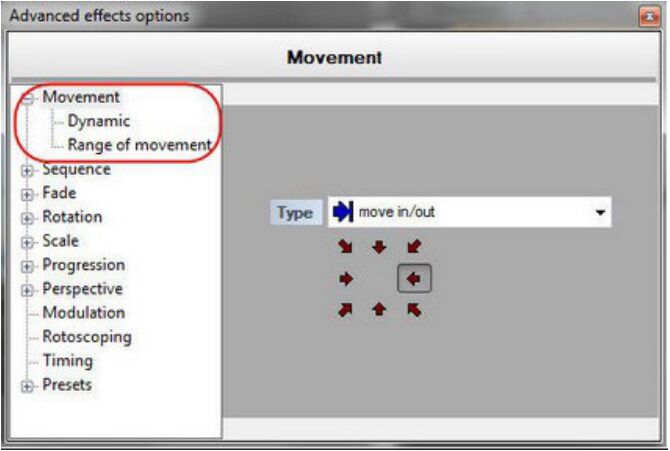 Advanced effects options
Movement
Movement
Dynamic
Range of movement
Sequence
Fade
Rotation
Scale
Progression
Perspective
Modulation
Rotoscoping
Timing
Presets
Type move in/out